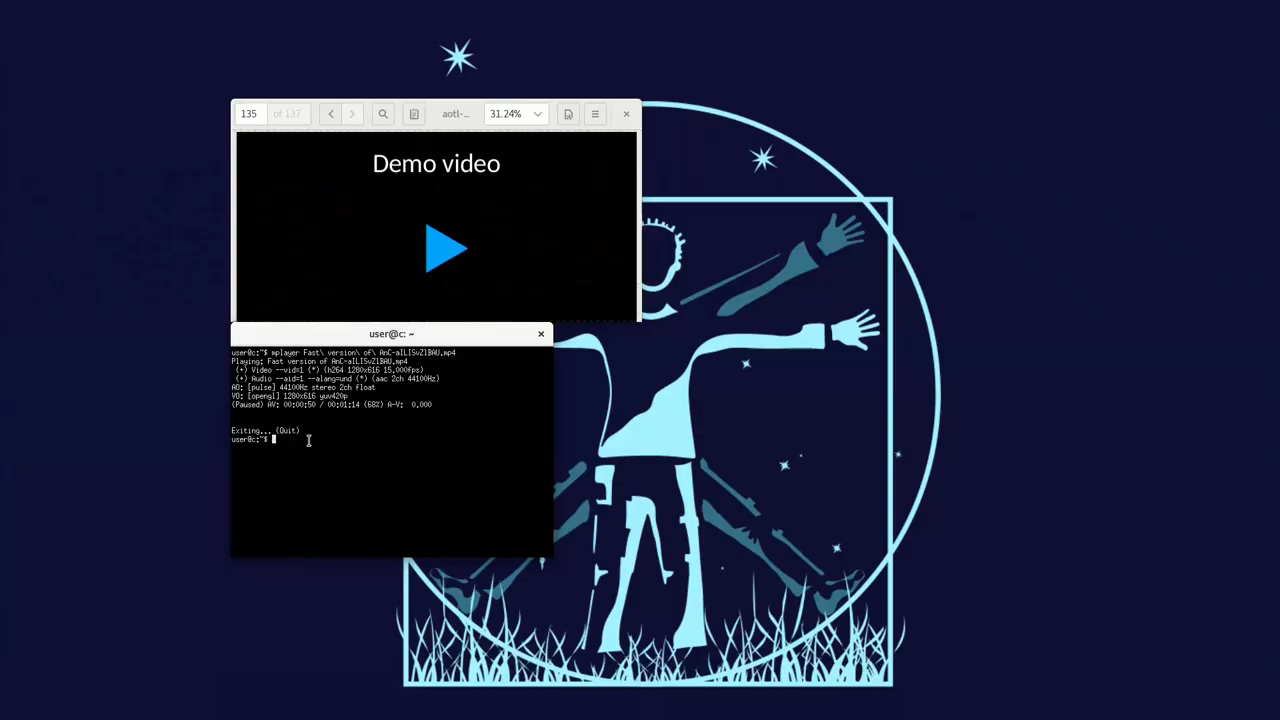 135 of 137 aotl-... 31.24%
Demo video
user@c: ~
user@c:~$ mplayer Fast\ version\ of\ AnC-aILISvZlBAU.mp4
Playing: Fast version of AnC-aILISvZlBAU.mp4
(+) Video --vid=1 (*) (h264 1280x616 15.000fps)
(+) Audio --aid=1 --alang=und (*) (aac 2ch 44100Hz)
AO: [pulse] 44100Hz stereo 2ch float
VO: [opengl] 1280x616 yuv420p
(Paused) AV: 00:00:50 / 00:01:14 (68%) A-V: 0.000
Exiting... (Quit)
user@c:~$